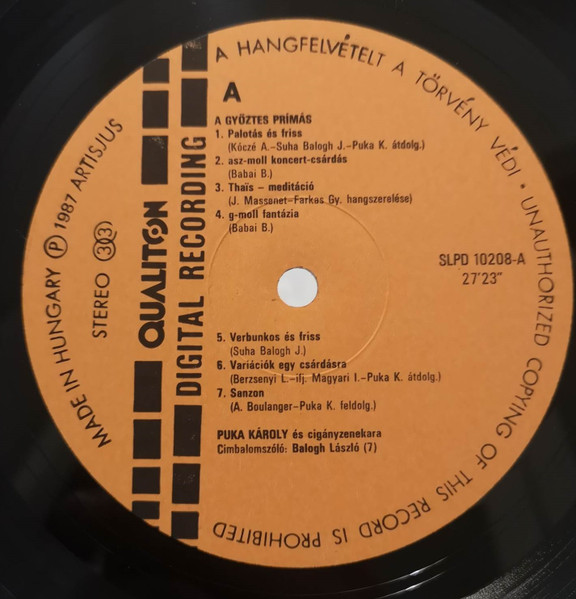 A HANGFELVÉTELT A TÖRVÉNY VÉDI • UNAUTHORIZED COPYING OF THIS RECORD IS PROHIBITED
MADE IN HUNGARY Ⓟ 1987 ARTISJUS
STEREO 33
QUALITON
DIGITAL RECORDING
A
A GYŐZTES PRÍMÁS
1. Palotás és friss
(Kóczé A.–Suha Balogh J.–Puka K. átdolg.)
2. asz-moll koncert-csárdás
(Babai B.)
3. Thaïs – meditáció
(J. Massenet–Farkas Gy. hangszerelése)
4. g-moll fantázia
(Babai B.)
SLPD 10208-A
27'23"
5. Verbunkos és friss
(Suha Balogh J.)
6. Variációk egy csárdásra
(Berzsenyi L.–ilj. Magyari I.–Puka K. átdolg.)
7. Sanzon
(A. Boulanger–Puka K. feldolg.)
PUKA KÁROLY és cigányzenekara
Cimbalomszóló: Balogh László (7)